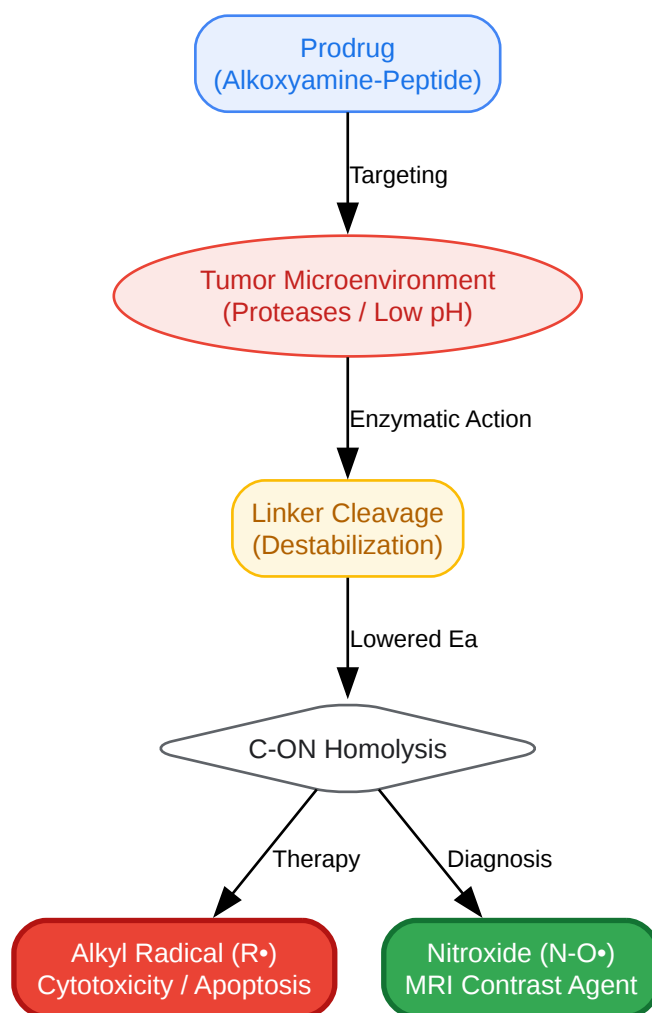 Prodrug
(Alkoxyamine-Peptide)
Targeting
Tumor Microenvironment
(Proteases / Low pH)
Enzymatic Action
Linker Cleavage
(Destabilization)
Lowered Ea
C-ON Homolysis
Therapy
Diagnosis
Alkyl Radical (R•)
Cytotoxicity / Apoptosis
Nitroxide (N-O•)
MRI Contrast Agent